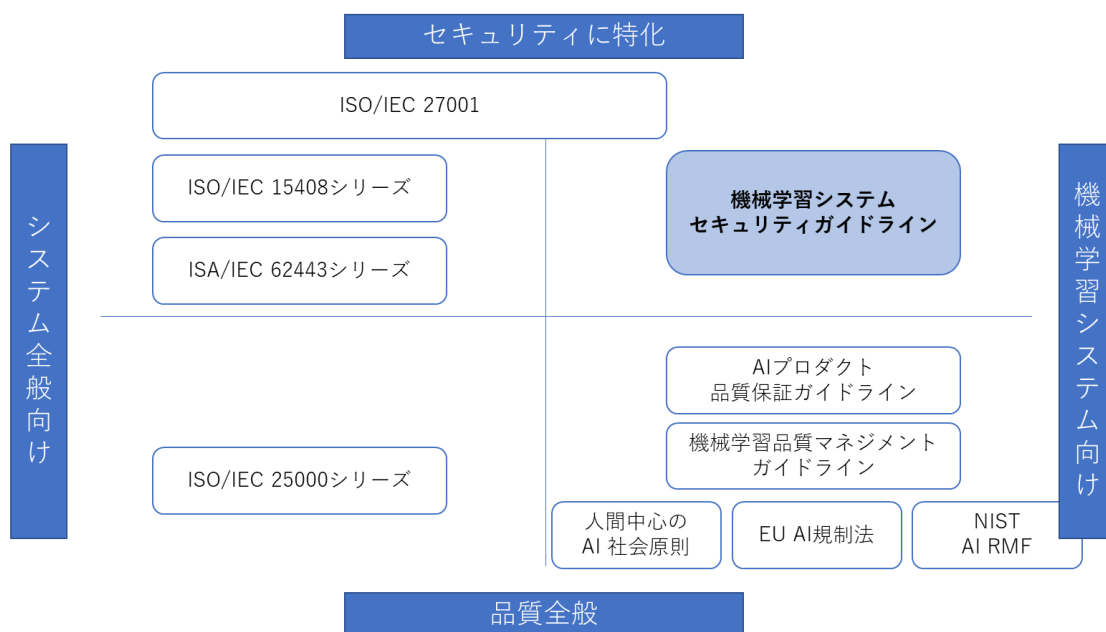 セキュリティに特化
ISO/IEC 27001
ISO/IEC 15408シリーズ
ISA/IEC 62443シリーズ
機械学習システム
セキュリティガイドライン
システム全般向け
機械学習システム向け
AIプロダクト
品質保証ガイドライン
機械学習品質マネジメント
ガイドライン
ISO/IEC 25000シリーズ
人間中心の
AI 社会原則
EU AI規制法
NIST
AI RMF
品質全般